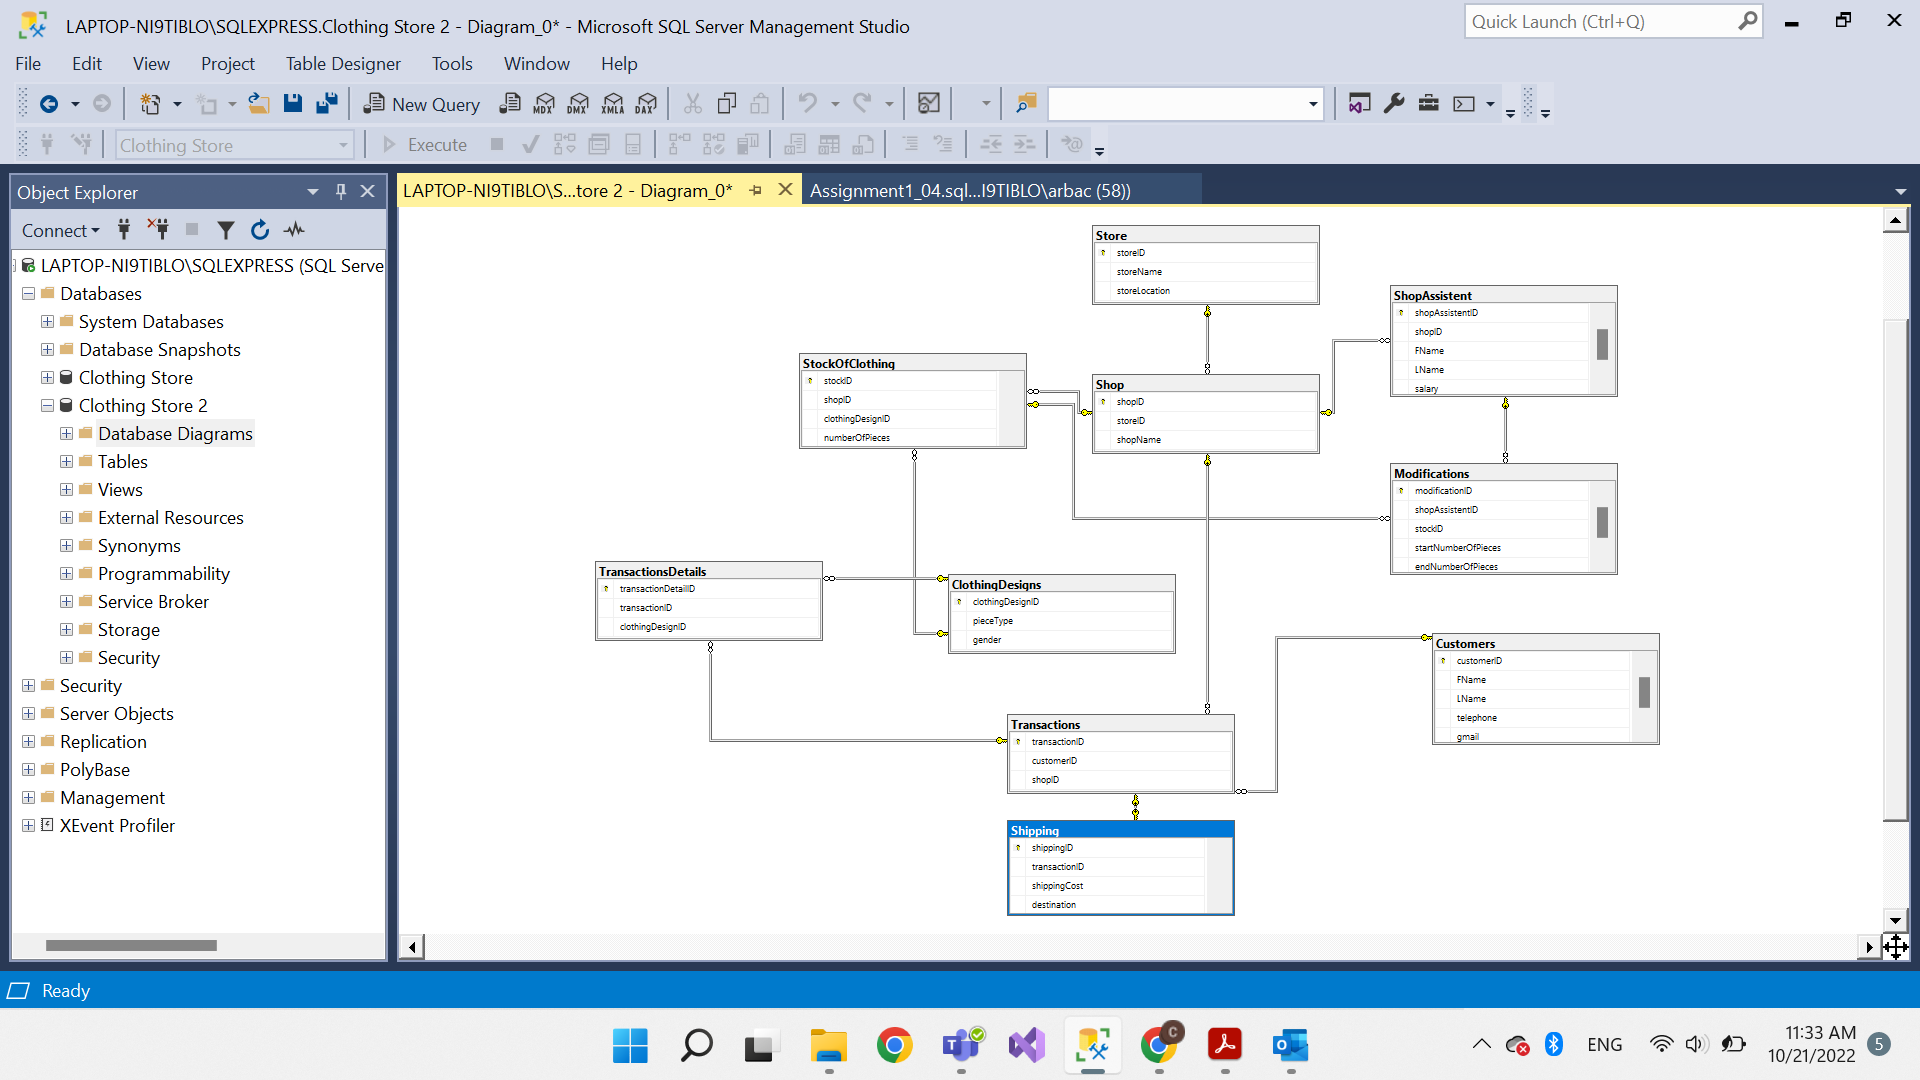 LAPTOP-NI9TIBLO\SQLEXPRESS.Clothing Store 2 - Diagram_0* - Microsoft SQL Server Management Studio
Quick Launch (Ctrl+Q)
File Edit View Project Table Designer Tools Window Help
New Query MDX DMX XMLA DAX
Clothing Store Execute
Object Explorer
Connect
LAPTOP-NI9TIBLO\SQLEXPRESS (SQL Serve
Databases
System Databases
Database Snapshots
Clothing Store
Clothing Store 2
Database Diagrams
Tables
Views
External Resources
Synonyms
Programmability
Service Broker
Storage
Security
Security
Server Objects
Replication
PolyBase
Management
XEvent Profiler
LAPTOP-NI9TIBLO\S...tore 2 - Diagram_0*
Assignment1_04.sql...I9TIBLO\arbac (58))
Store
storeID
storeName
storeLocation
ShopAssistent
shopAssistentID
shopID
FName
LName
salary
StockOfClothing
stockID
shopID
clothingDesignID
numberOfPieces
Shop
shopID
storeID
shopName
Modifications
modificationID
shopAssistentID
stockID
startNumberOfPieces
endNumberOfPieces
TransactionsDetails
transactionDetailID
transactionID
clothingDesignID
ClothingDesigns
clothingDesignID
pieceType
gender
Customers
customerID
FName
LName
telephone
gmail
Transactions
transactionID
customerID
shopID
Shipping
shippingID
transactionID
shippingCost
destination
Ready
C
ENG
11:33 AM
10/21/2022
5